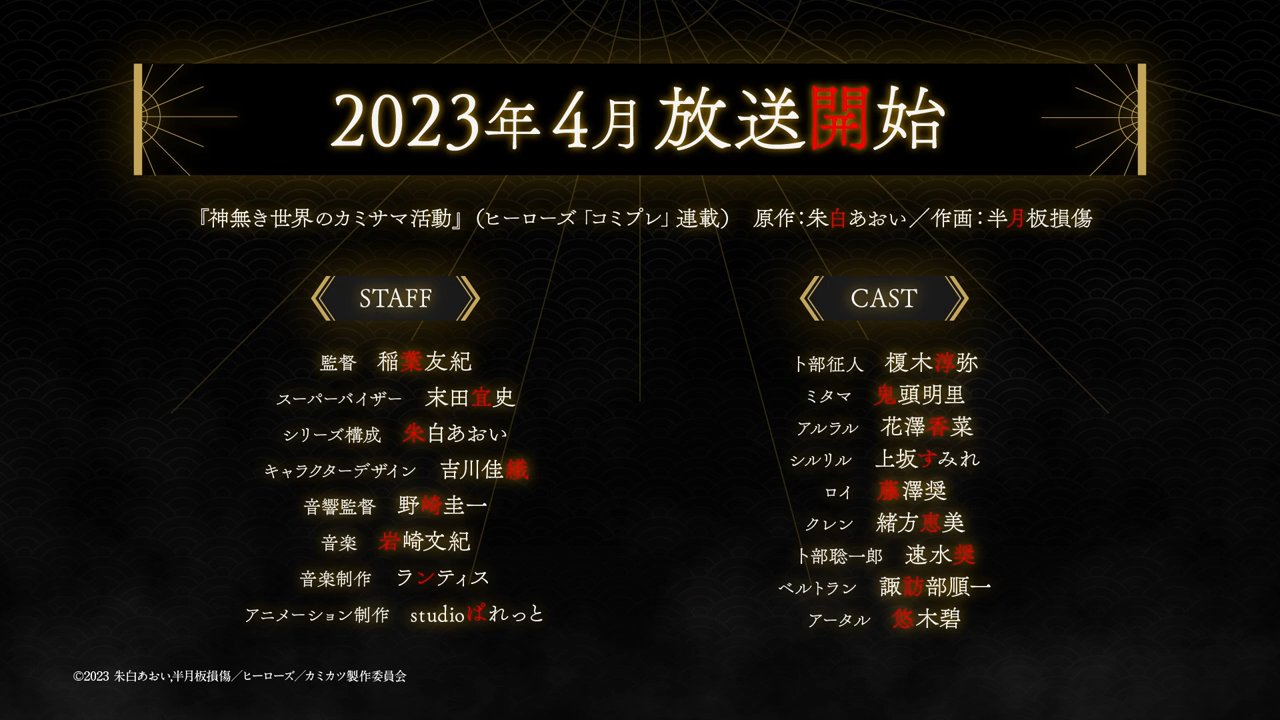 2023年4月放送開始
『神無き世界のカミサマ活動』（ヒーローズ「コミプレ」連載）　原作：朱白あおい／作画：半月板損傷
STAFF
監督　稲葉友紀
スーパーバイザー　末田宜史
シリーズ構成　朱白あおい
キャラクターデザイン　吉川佳織
音響監督　野崎圭一
音楽　岩崎文紀
音楽制作　ランティス
アニメーション制作　studioぱれっと
CAST
卜部征人　榎木淳弥
ミタマ　鬼頭明里
アルラル　花澤香菜
シルリル　上坂すみれ
ロイ　藤澤奨
クレン　緒方恵美
卜部聡一郎　速水奨
ベルトラン　諏訪部順一
アータル　悠木碧
©2023 朱白あおい,半月板損傷／ヒーローズ／カミカツ製作委員会